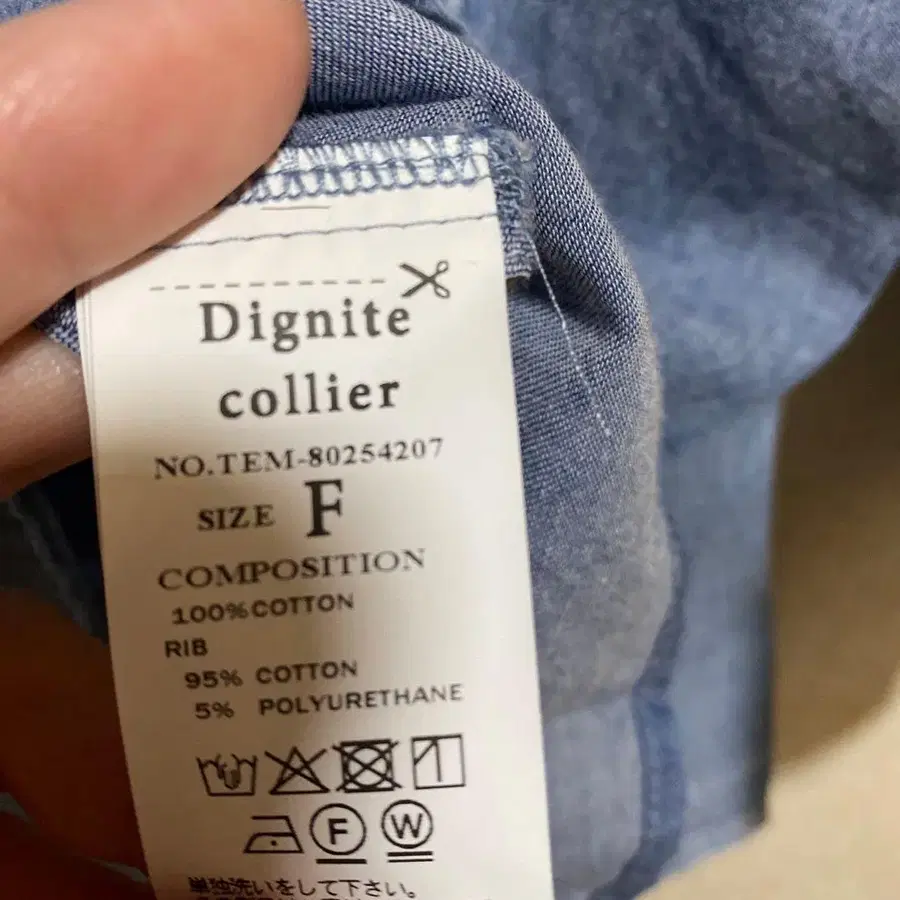 Dignite
collier
NO.TEM-80254207
SIZE F
COMPOSITION
100%COTTON
RIB
95% COTTON
5% POLYURETHANE
F W
単独洗いをして下さい。